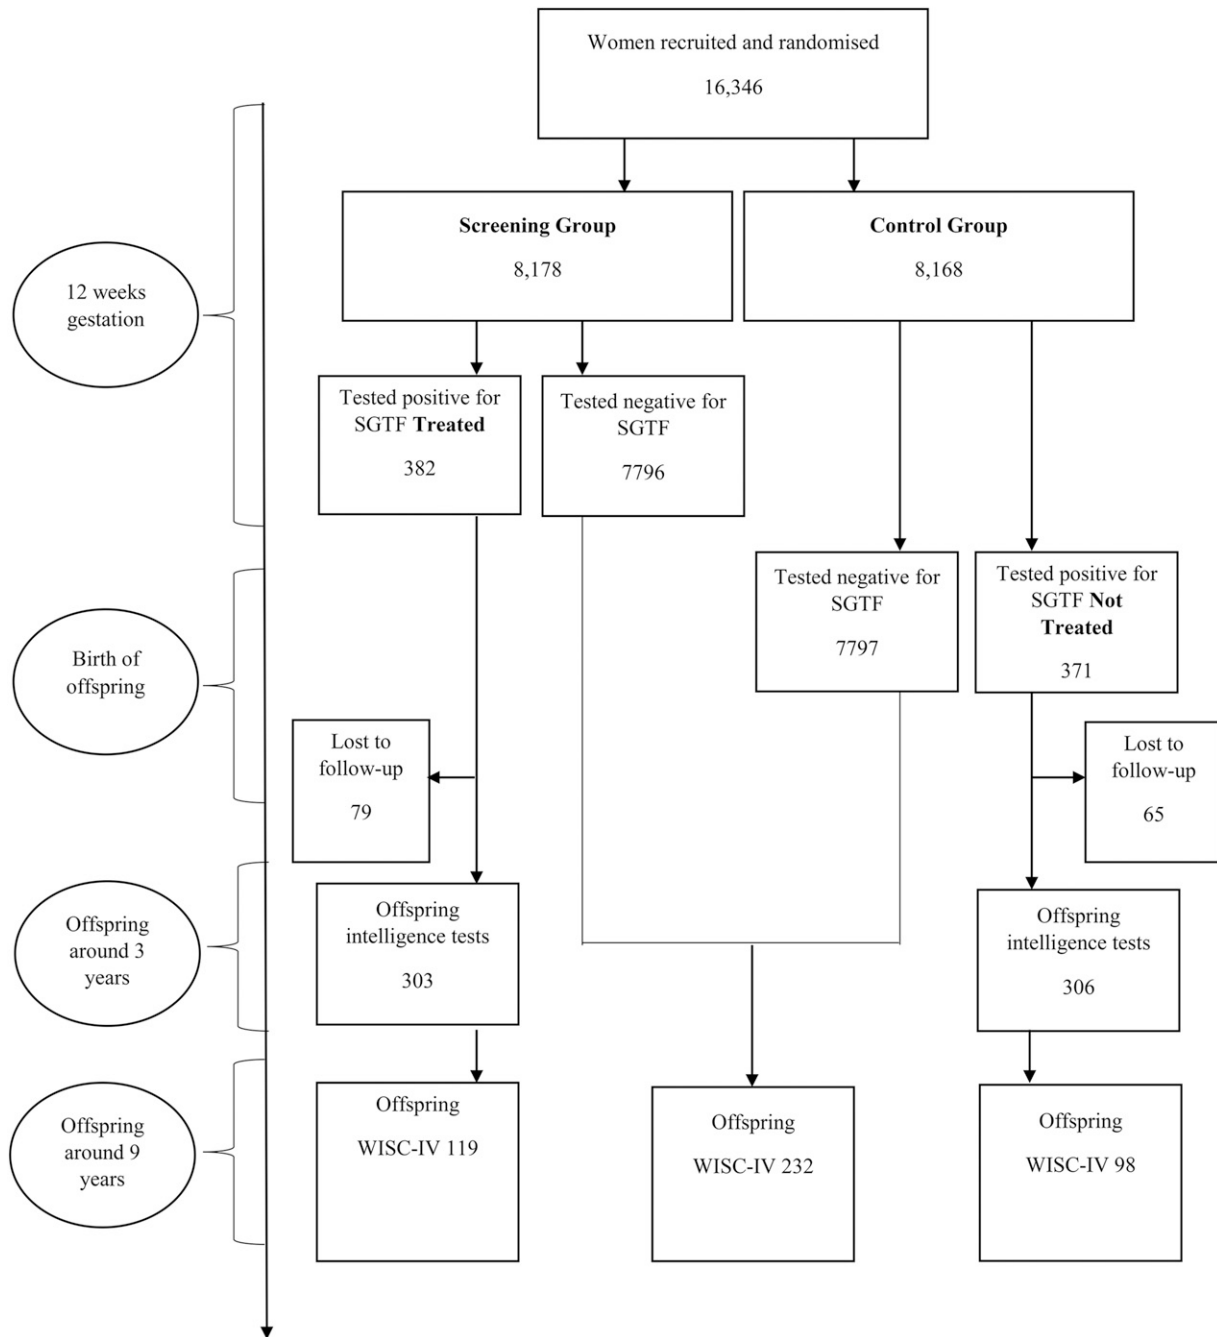 Women recruited and randomised
16,346
Screening Group
8,178
Control Group
8,168
12 weeks
gestation
Tested positive for
SGTF Treated
382
Tested negative for
SGTF
7796
Tested negative for
SGTF
7797
Tested positive for
SGTF Not
Treated
371
Birth of
offspring
Lost to
follow-up
79
Lost to
follow-up
65
Offspring
around 3
years
Offspring
intelligence tests
303
Offspring
intelligence tests
306
Offspring
around 9
years
Offspring
WISC-IV 119
Offspring
WISC-IV 232
Offspring
WISC-IV 98